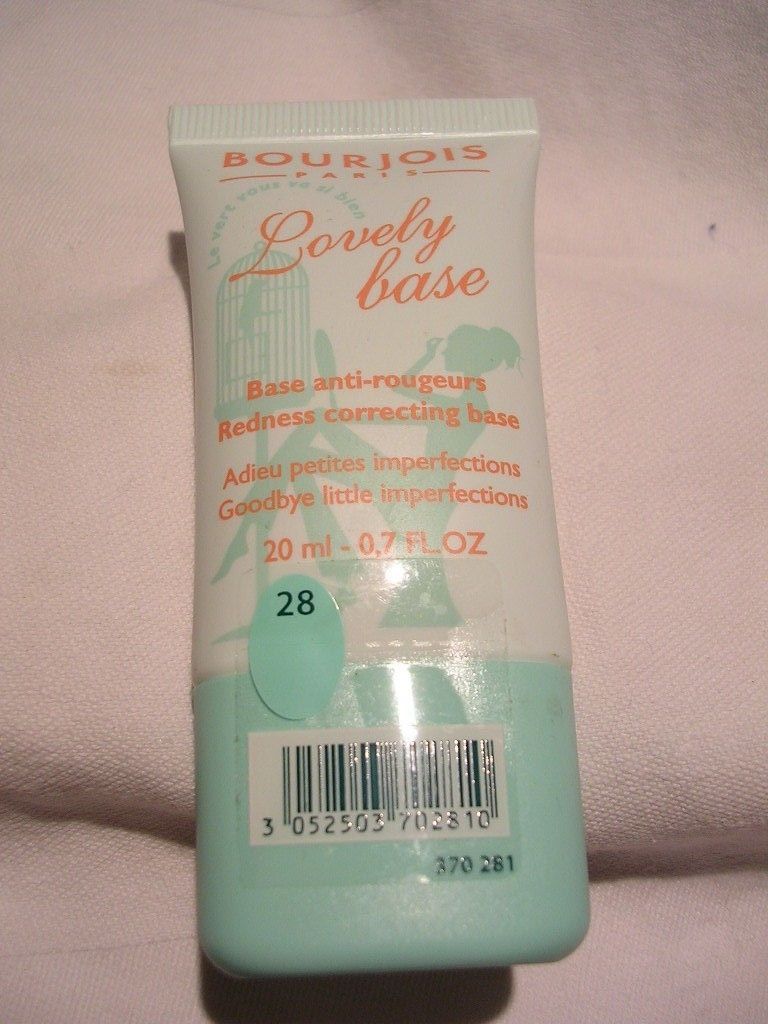 BOURJOIS
PARIS
Le vert vous va si bien
Lovely
base
Base anti-rougeurs
Redness correcting base
Adieu petites imperfections
Goodbye little imperfections
20 ml - 0,7 FL.OZ
28
3 052503 702810
370 281